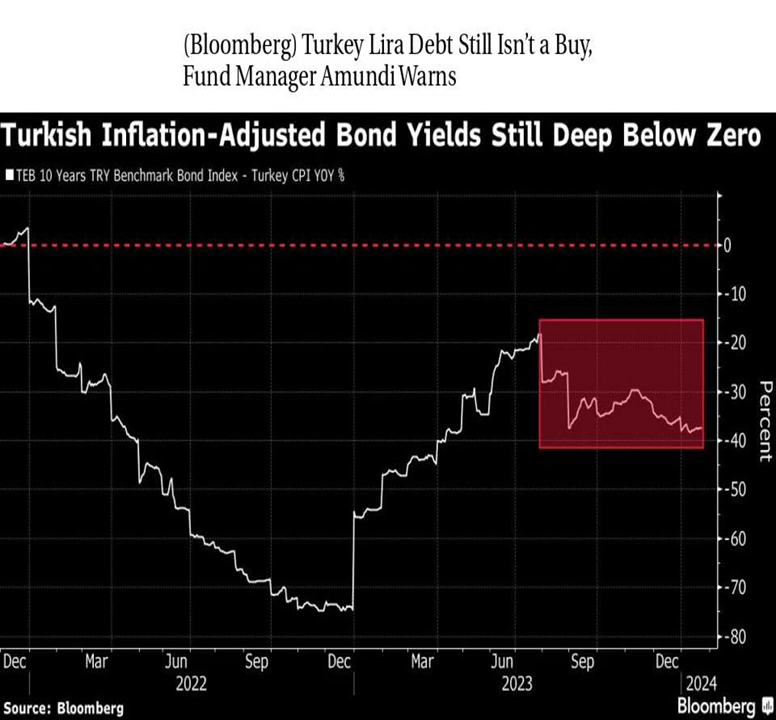 (Bloomberg) Turkey Lira Debt Still Isn't a Buy,
Fund Manager Amundi Warns
Turkish Inflation-Adjusted Bond Yields Still Deep Below Zero
TEB 10 Years TRY Benchmark Bond Index - Turkey CPI YOY %
0
-10
-20
-30
-40
-50
-60
-70
-80
Percent
Dec Mar Jun Sep Dec Mar Jun Sep Dec
2022 2023 2024
Source: Bloomberg
Bloomberg